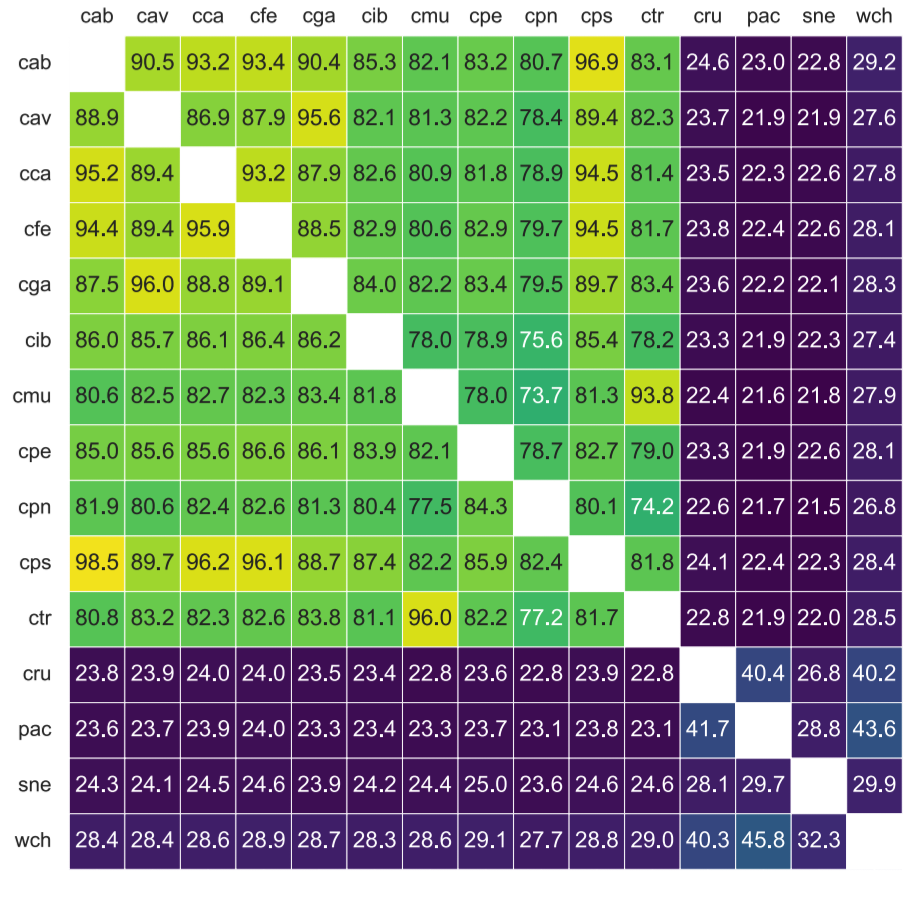 cab cav cca cfe cga cib cmu cpe cpn cps ctr cru pac sne wch
cab 90.5 93.2 93.4 90.4 85.3 82.1 83.2 80.7 96.9 83.1 24.6 23.0 22.8 29.2
cav 88.9 86.9 87.9 95.6 82.1 81.3 82.2 78.4 89.4 82.3 23.7 21.9 21.9 27.6
cca 95.2 89.4 93.2 87.9 82.6 80.9 81.8 78.9 94.5 81.4 23.5 22.3 22.6 27.8
cfe 94.4 89.4 95.9 88.5 82.9 80.6 82.9 79.7 94.5 81.7 23.8 22.4 22.6 28.1
cga 87.5 96.0 88.8 89.1 84.0 82.2 83.4 79.5 89.7 83.4 23.6 22.2 22.1 28.3
cib 86.0 85.7 86.1 86.4 86.2 78.0 78.9 75.6 85.4 78.2 23.3 21.9 22.3 27.4
cmu 80.6 82.5 82.7 82.3 83.4 81.8 78.0 73.7 81.3 93.8 22.4 21.6 21.8 27.9
cpe 85.0 85.6 85.6 86.6 86.1 83.9 82.1 78.7 82.7 79.0 23.3 21.9 22.6 28.1
cpn 81.9 80.6 82.4 82.6 81.3 80.4 77.5 84.3 80.1 74.2 22.6 21.7 21.5 26.8
cps 98.5 89.7 96.2 96.1 88.7 87.4 82.2 85.9 82.4 81.8 24.1 22.4 22.3 28.4
ctr 80.8 83.2 82.3 82.6 83.8 81.1 96.0 82.2 77.2 81.7 22.8 21.9 22.0 28.5
cru 23.8 23.9 24.0 24.0 23.5 23.4 22.8 23.6 22.8 23.9 22.8 40.4 26.8 40.2
pac 23.6 23.7 23.9 24.0 23.3 23.4 23.3 23.7 23.1 23.8 23.1 41.7 28.8 43.6
sne 24.3 24.1 24.5 24.6 23.9 24.2 24.4 25.0 23.6 24.6 24.6 28.1 29.7 29.9
wch 28.4 28.4 28.6 28.9 28.7 28.3 28.6 29.1 27.7 28.8 29.0 40.3 45.8 32.3